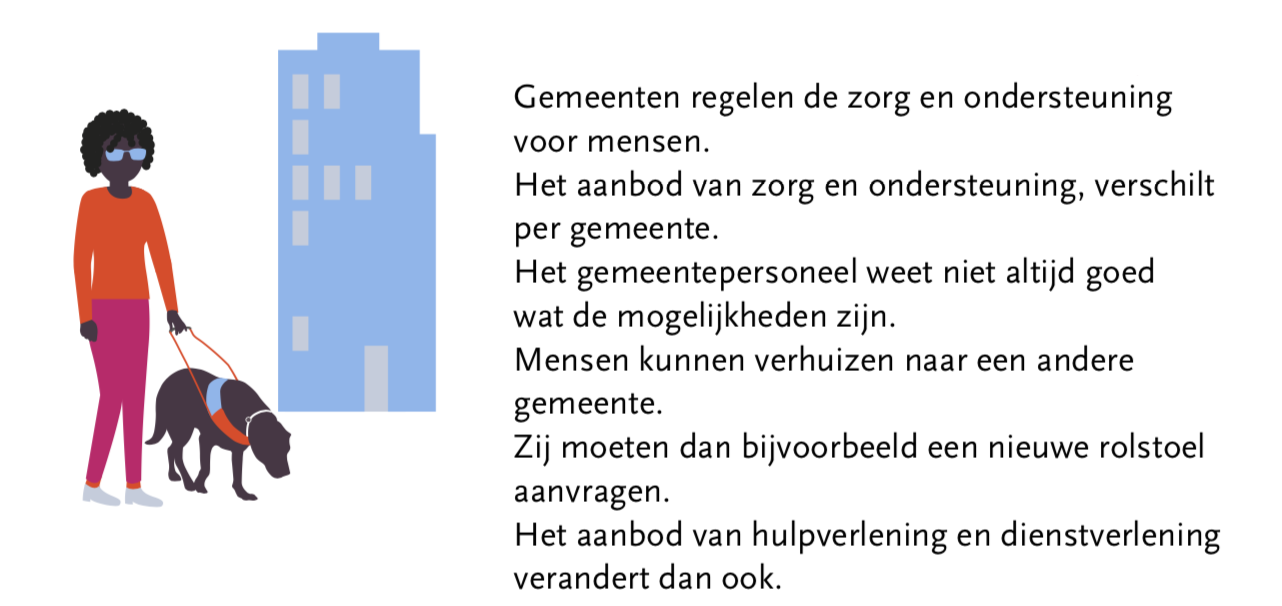 Gemeenten regelen de zorg en ondersteuning
voor mensen.
Het aanbod van zorg en ondersteuning, verschilt
per gemeente.
Het gemeentepersoneel weet niet altijd goed
wat de mogelijkheden zijn.
Mensen kunnen verhuizen naar een andere
gemeente.
Zij moeten dan bijvoorbeeld een nieuwe rolstoel
aanvragen.
Het aanbod van hulpverlening en dienstverlening
verandert dan ook.